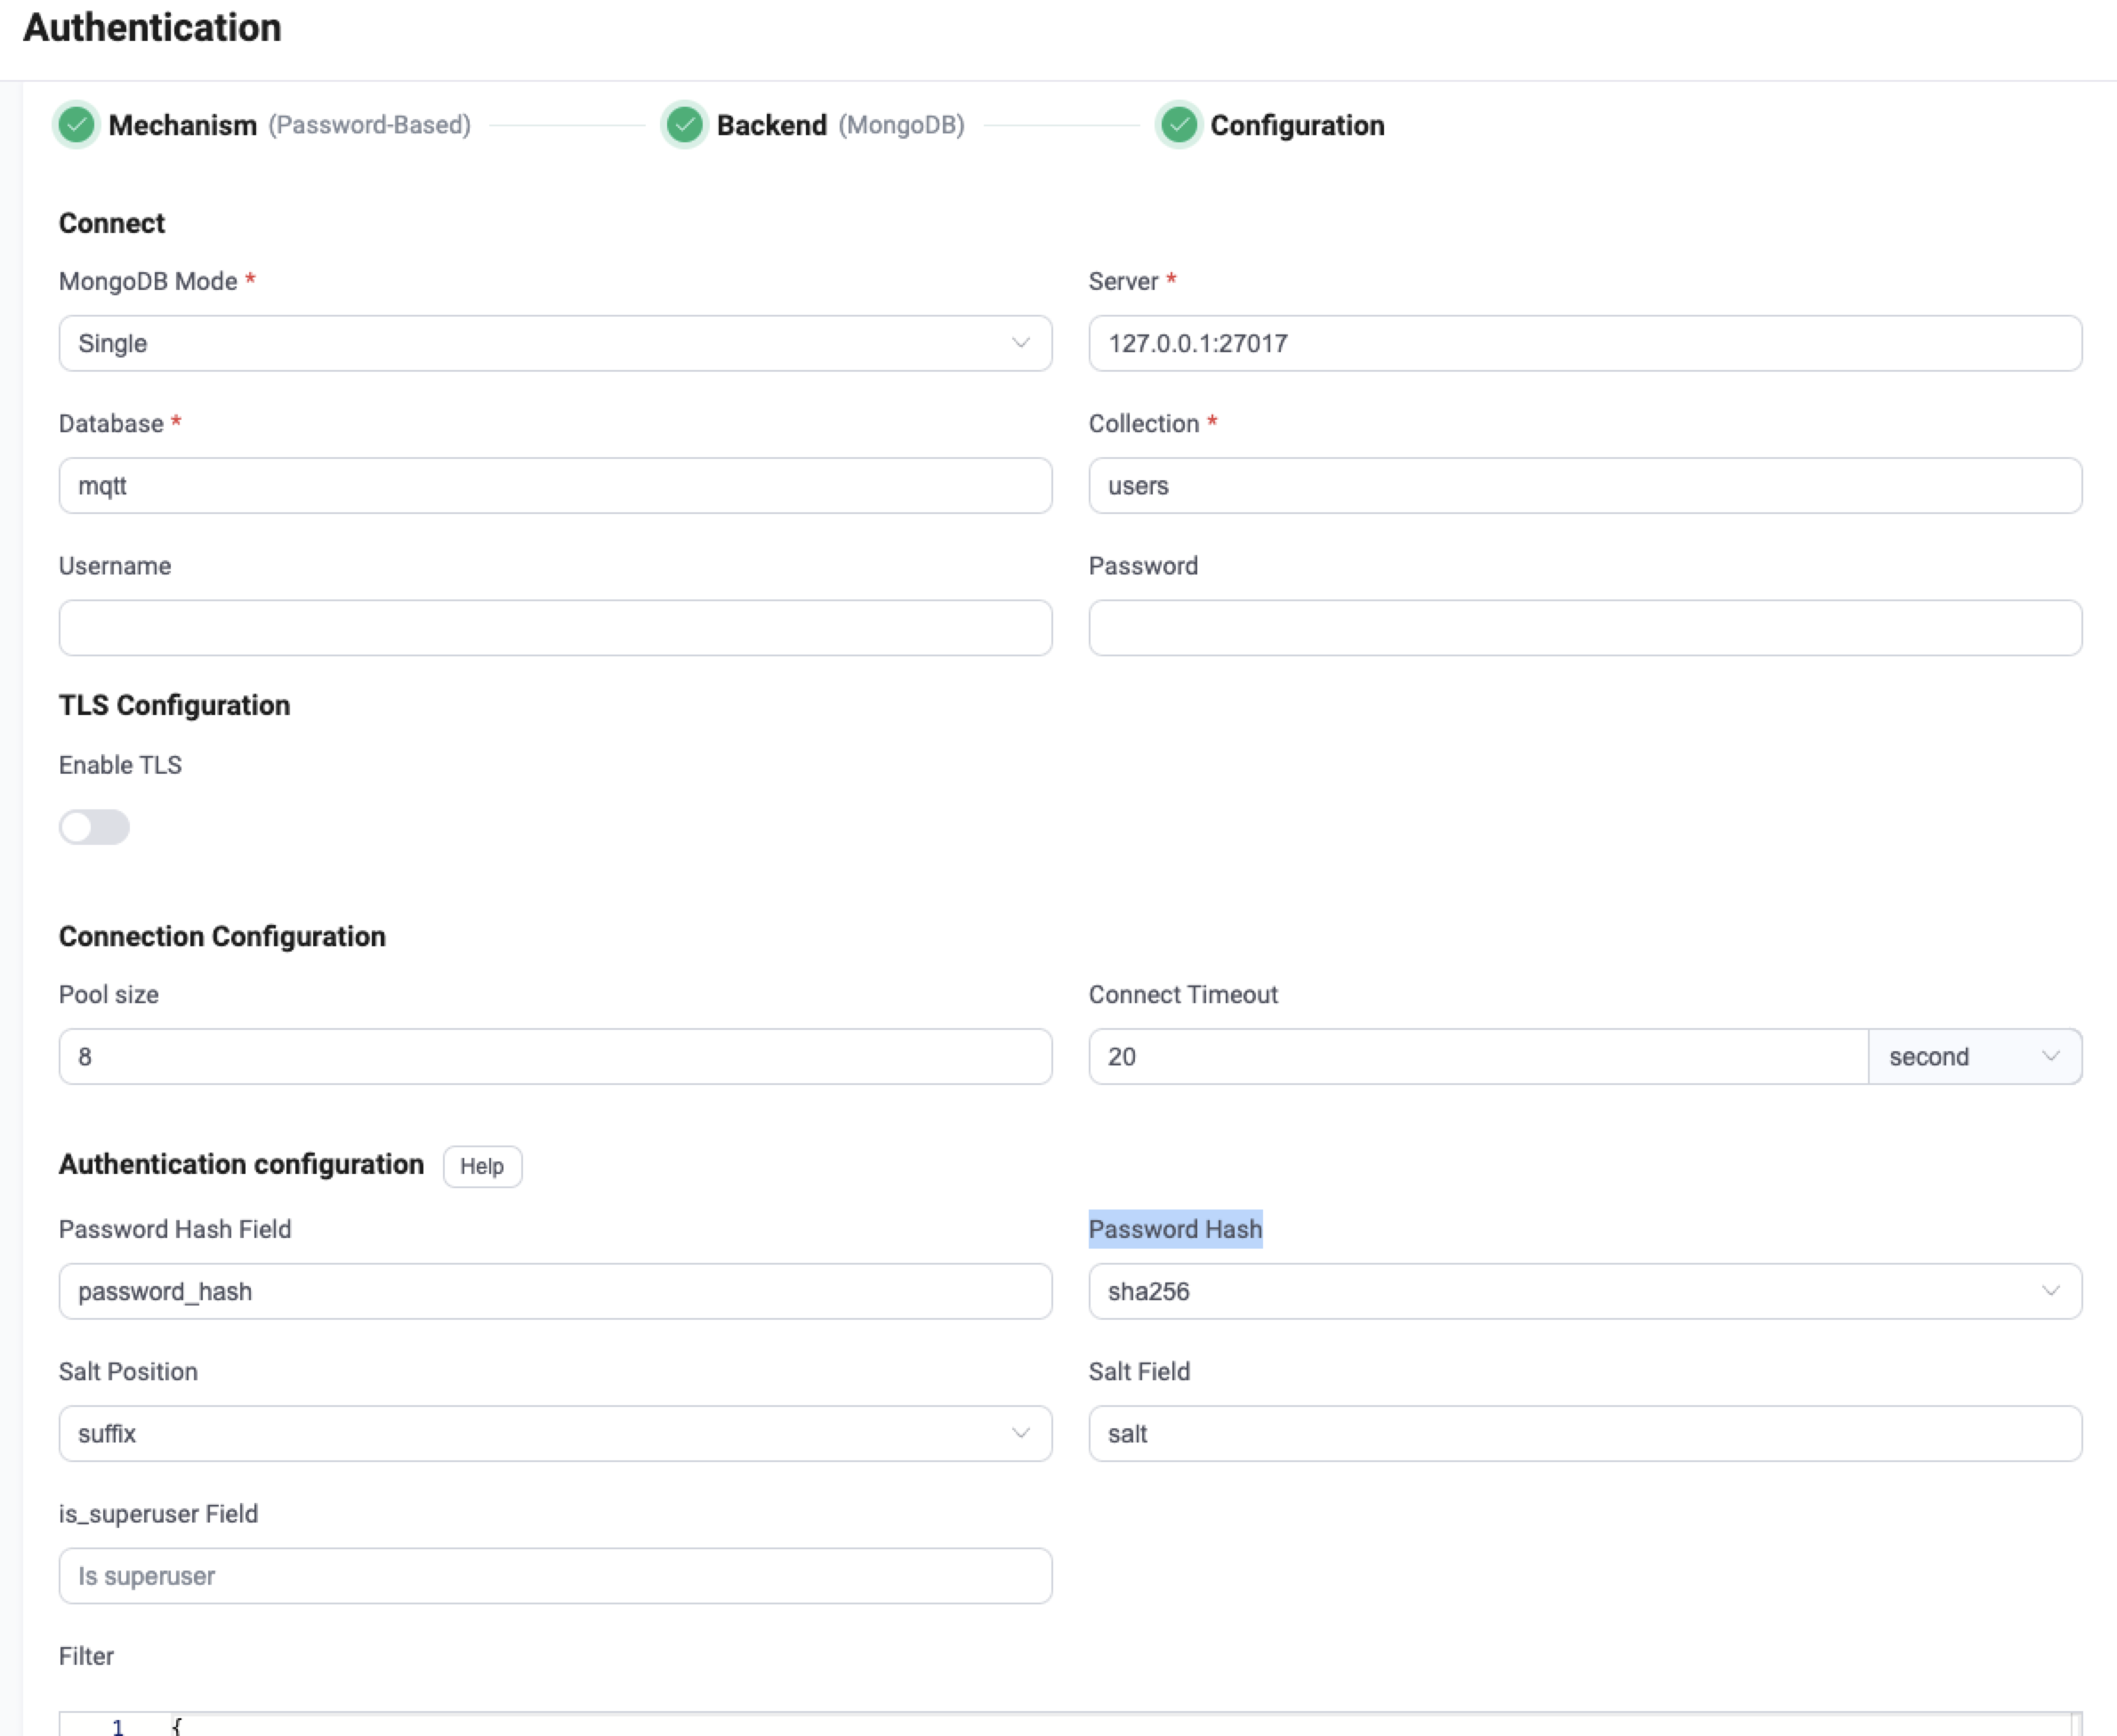 Authentication
Mechanism (Password-Based) Backend (MongoDB) Configuration
Connect
MongoDB Mode * Server *
Single 127.0.0.1:27017
Database * Collection *
mqtt users
Username Password
TLS Configuration
Enable TLS
Connection Configuration
Pool size Connect Timeout
8 20 second
Authentication configuration Help
Password Hash Field Password Hash
password_hash sha256
Salt Position Salt Field
suffix salt
is_superuser Field
Is superuser
Filter
1 {